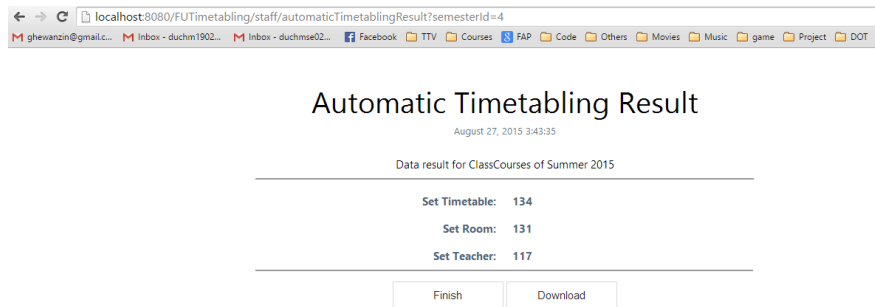 localhost:8080/FUTimetabling/staff/automaticTimetablingResult?semesterId=4
ghewanzin@gmail.c... Inbox - duchm1902... Inbox - duchmse02... Facebook TTV Courses FAP Code Others Movies Music game Project DOT
Automatic Timetabling Result
August 27, 2015 3:43:35
Data result for ClassCourses of Summer 2015
Set Timetable: 134
Set Room: 131
Set Teacher: 117
Finish Download